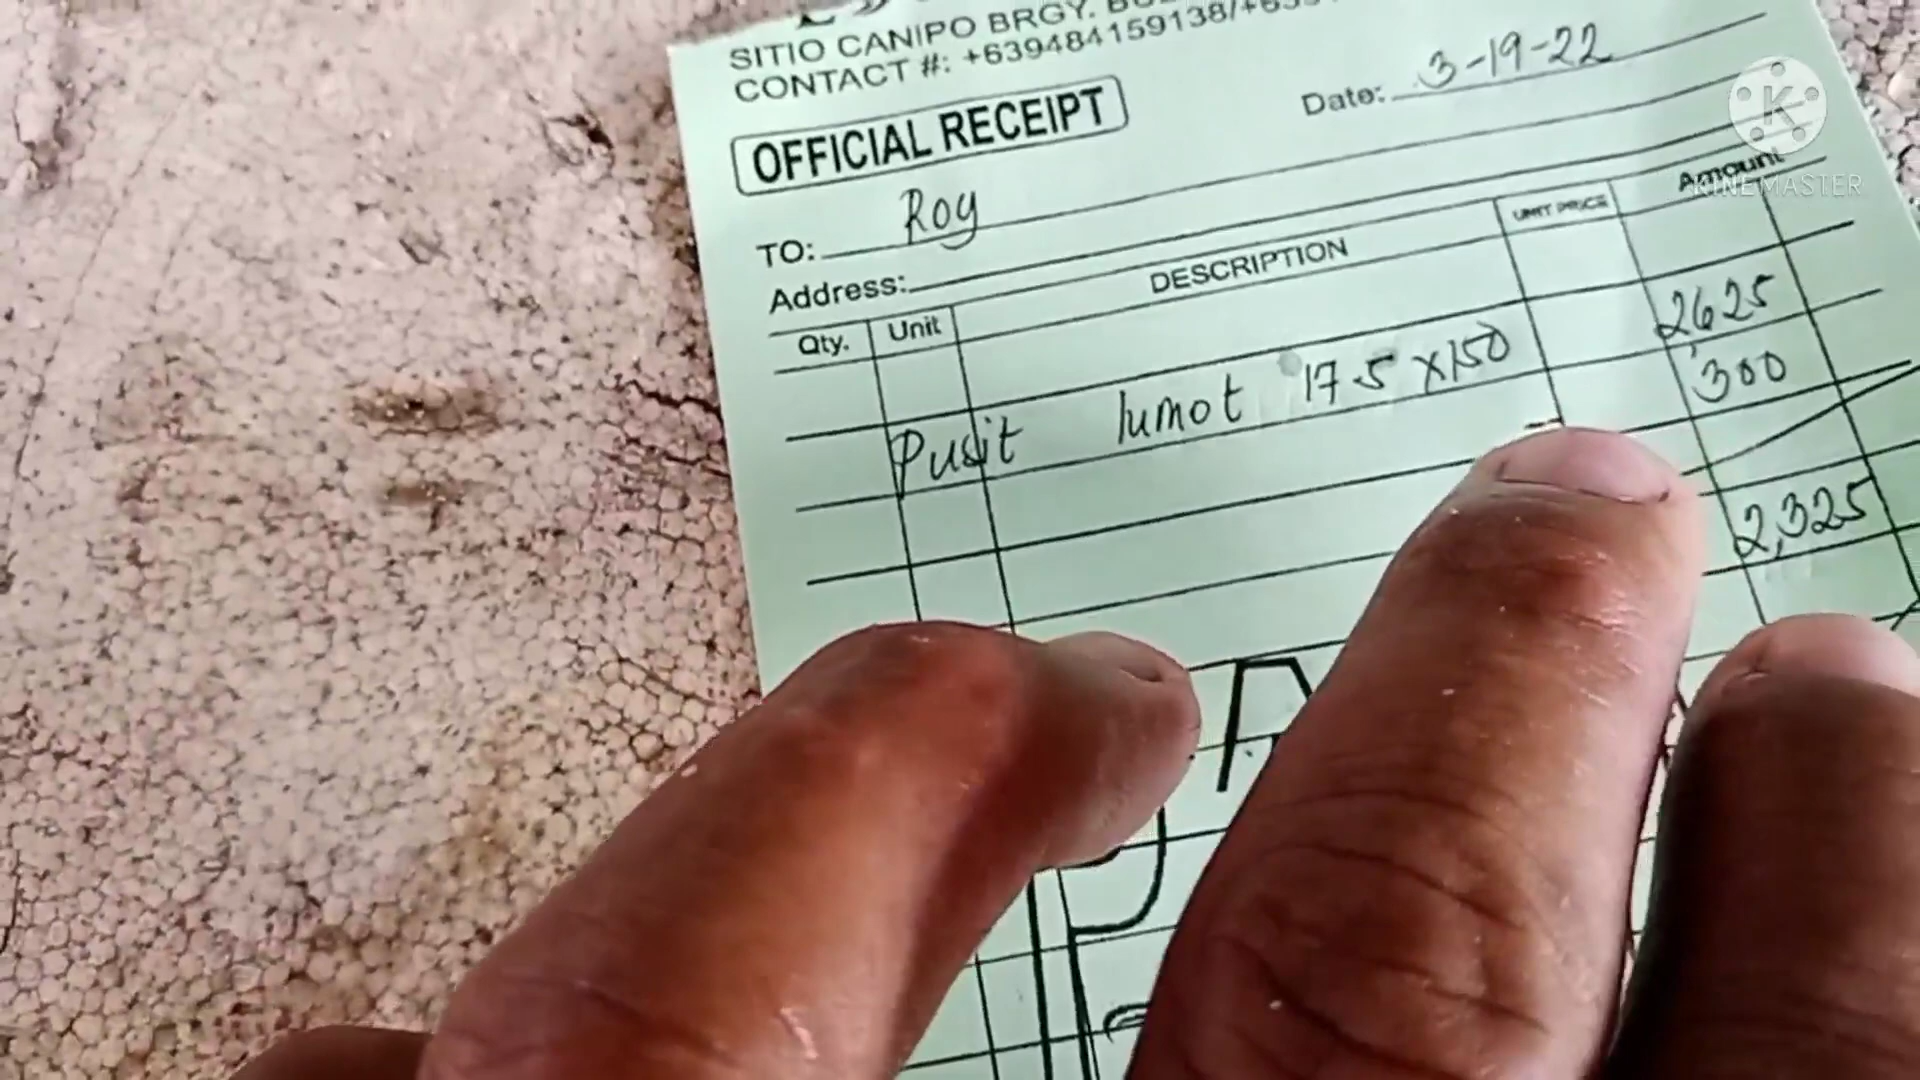 SITIO CANIPO BRGY.
CONTACT #: +639484159138/
OFFICIAL RECEIPT
Date: 3-19-22
TO: Roy
Address:
Qty. Unit DESCRIPTION UNIT PRICE Amount
Pusit lumot 17.5 x150 2625
300
2,325
KINEMASTER